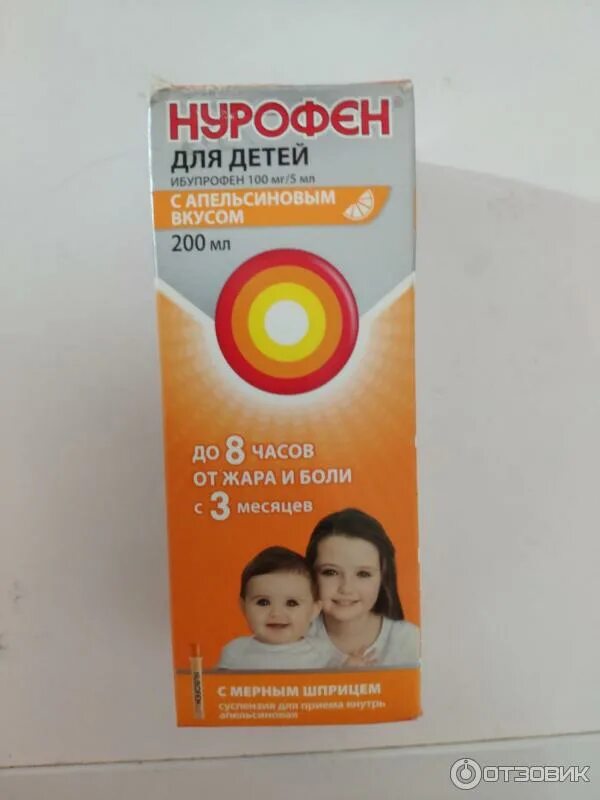 НУРОФЕН®
ДЛЯ ДЕТЕЙ
ИБУПРОФЕН 100 мг/5 мл
С АПЕЛЬСИНОВЫМ
ВКУСОМ
200 мл
ДО 8 ЧАСОВ
ОТ ЖАРА И БОЛИ
с 3 месяцев
С МЕРНЫМ ШПРИЦЕМ
суспензия для приема внутрь
апельсиновая
ОТЗОВИК